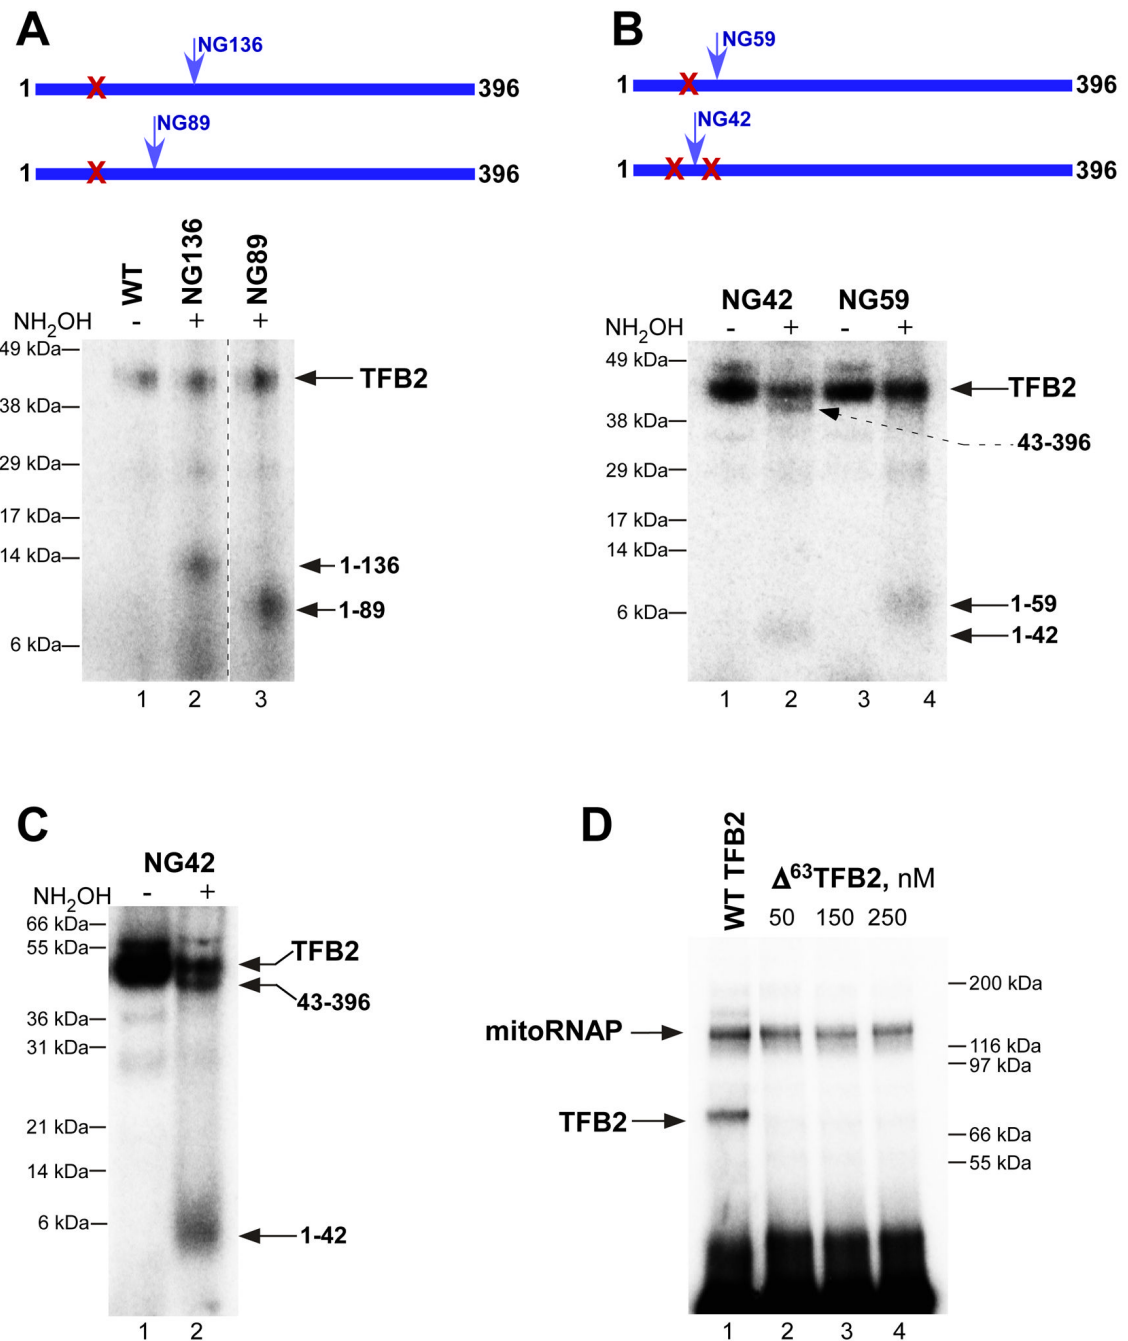 A
NG136
1 X 396
NG89
1 X 396
WT
NG136
NG89
NH2OH - + +
49 kDa
TFB2
38 kDa
29 kDa
17 kDa
14 kDa
1-136
1-89
6 kDa
1 2 3
B
NG59
1 X 396
NG42
1 X X 396
NG42 NG59
NH2OH - + - +
49 kDa
TFB2
38 kDa
43-396
29 kDa
17 kDa
14 kDa
1-59
6 kDa
1-42
1 2 3 4
C
NG42
NH2OH - +
66 kDa
55 kDa
TFB2
43-396
36 kDa
31 kDa
21 kDa
14 kDa
6 kDa
1-42
1 2
D
WT TFB2
Δ63TFB2, nM
50 150 250
200 kDa
mitoRNAP
116 kDa
97 kDa
TFB2
66 kDa
55 kDa
1 2 3 4